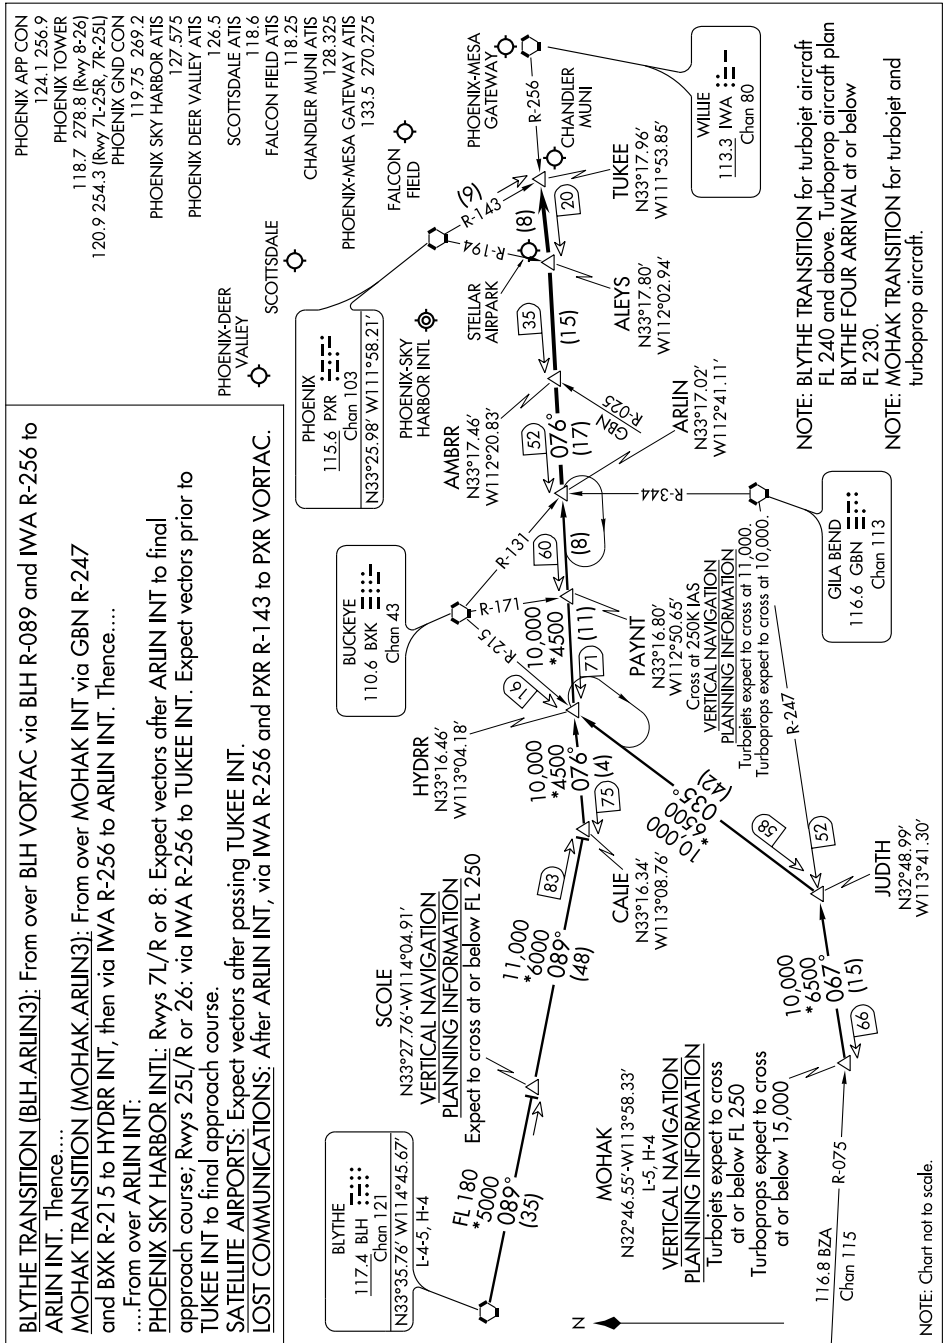 BLYTHE TRANSITION (BLH.ARLIN3): From over BLH VORTAC via BLH R-089 and IWA R-256 to
ARLIN INT. Thence....
MOHAK TRANSITION (MOHAK.ARLIN3): From over MOHAK INT via GBN R-247
and BXK R-215 to HYDRR INT, then via IWA R-256 to ARLIN INT. Thence....
....From over ARLIN INT:
PHOENIX SKY HARBOR INTL: Rwys 7L/R or 8: Expect vectors after ARLIN INT to final
approach course; Rwys 25L/R or 26: via IWA R-256 to TUKEE INT. Expect vectors prior to
TUKEE INT to final approach course.
SATELLITE AIRPORTS: Expect vectors after passing TUKEE INT.
LOST COMMUNICATIONS: After ARLIN INT, via IWA R-256 and PXR R-143 to PXR VORTAC.
PHOENIX APP CON
124.1 256.9
PHOENIX TOWER
118.7 278.8 (Rwy 8-26)
120.9 254.3 (Rwy 7L-25R, 7R-25L)
PHOENIX GND CON
119.75 269.2
PHOENIX SKY HARBOR ATIS
127.575
PHOENIX DEER VALLEY ATIS
126.5
SCOTTSDALE ATIS
118.6
FALCON FIELD ATIS
118.25
CHANDLER MUNI ATIS
128.325
PHOENIX-MESA GATEWAY ATIS
133.5 270.275
PHOENIX-DEER
VALLEY
SCOTTSDALE
FALCON
FIELD
PHOENIX
115.6 PXR
Chan 103
N33°25.98' W111°58.21'
PHOENIX-SKY
HARBOR INTL
STELLAR
AIRPARK
PHOENIX-MESA
GATEWAY
CHANDLER
MUNI
R-256
R-143
(9)
R-194
BUCKEYE
110.6 BXK
Chan 43
R-215
R-171
R-131
16
BLYTHE
117.4 BLH
Chan 121
N33°35.76' W114°45.67'
L-4-5, H-4
FL 180
*5000
089°
(35)
SCOLE
N33°27.76'-W114°04.91'
VERTICAL NAVIGATION
PLANNING INFORMATION
Expect to cross at or below FL 250
11,000
*6000
089°
(48)
83
CALIE
N33°16.34'
W113°08.76'
75
10,000
*4500
076°
(4)
HYDRR
N33°16.46'
W113°04.18'
71
10,000
*4500
(11)
PAYNT
N33°16.80'
W112°50.65'
Cross at 250K IAS
VERTICAL NAVIGATION
PLANNING INFORMATION
Turbojets expect to cross at 11,000.
Turboprops expect to cross at 10,000.
60
(8)
ARLIN
N33°17.02'
W112°41.11'
52
076°
(17)
AMBRR
N33°17.46'
W112°20.83'
35
(15)
GBN
R-025
ALEYS
N33°17.80'
W112°02.94'
20
(8)
TUKEE
N33°17.96'
W111°53.85'
WILLIE
113.3 IWA
Chan 80
R-344
GILA BEND
116.6 GBN
Chan 113
R-247
10,000
*6500
035°
(42)
58
52
JUDTH
N32°48.99'
W113°41.30'
10,000
*6500
067°
(15)
66
MOHAK
N32°46.55'-W113°58.33'
L-5, H-4
VERTICAL NAVIGATION
PLANNING INFORMATION
Turbojets expect to cross
at or below FL 250
Turboprops expect to cross
at or below 15,000
R-075
116.8 BZA
Chan 115
N
NOTE: BLYTHE TRANSITION for turbojet aircraft
FL 240 and above. Turboprop aircraft plan
BLYTHE FOUR ARRIVAL at or below
FL 230.
NOTE: MOHAK TRANSITION for turbojet and
turboprop aircraft.
NOTE: Chart not to scale.